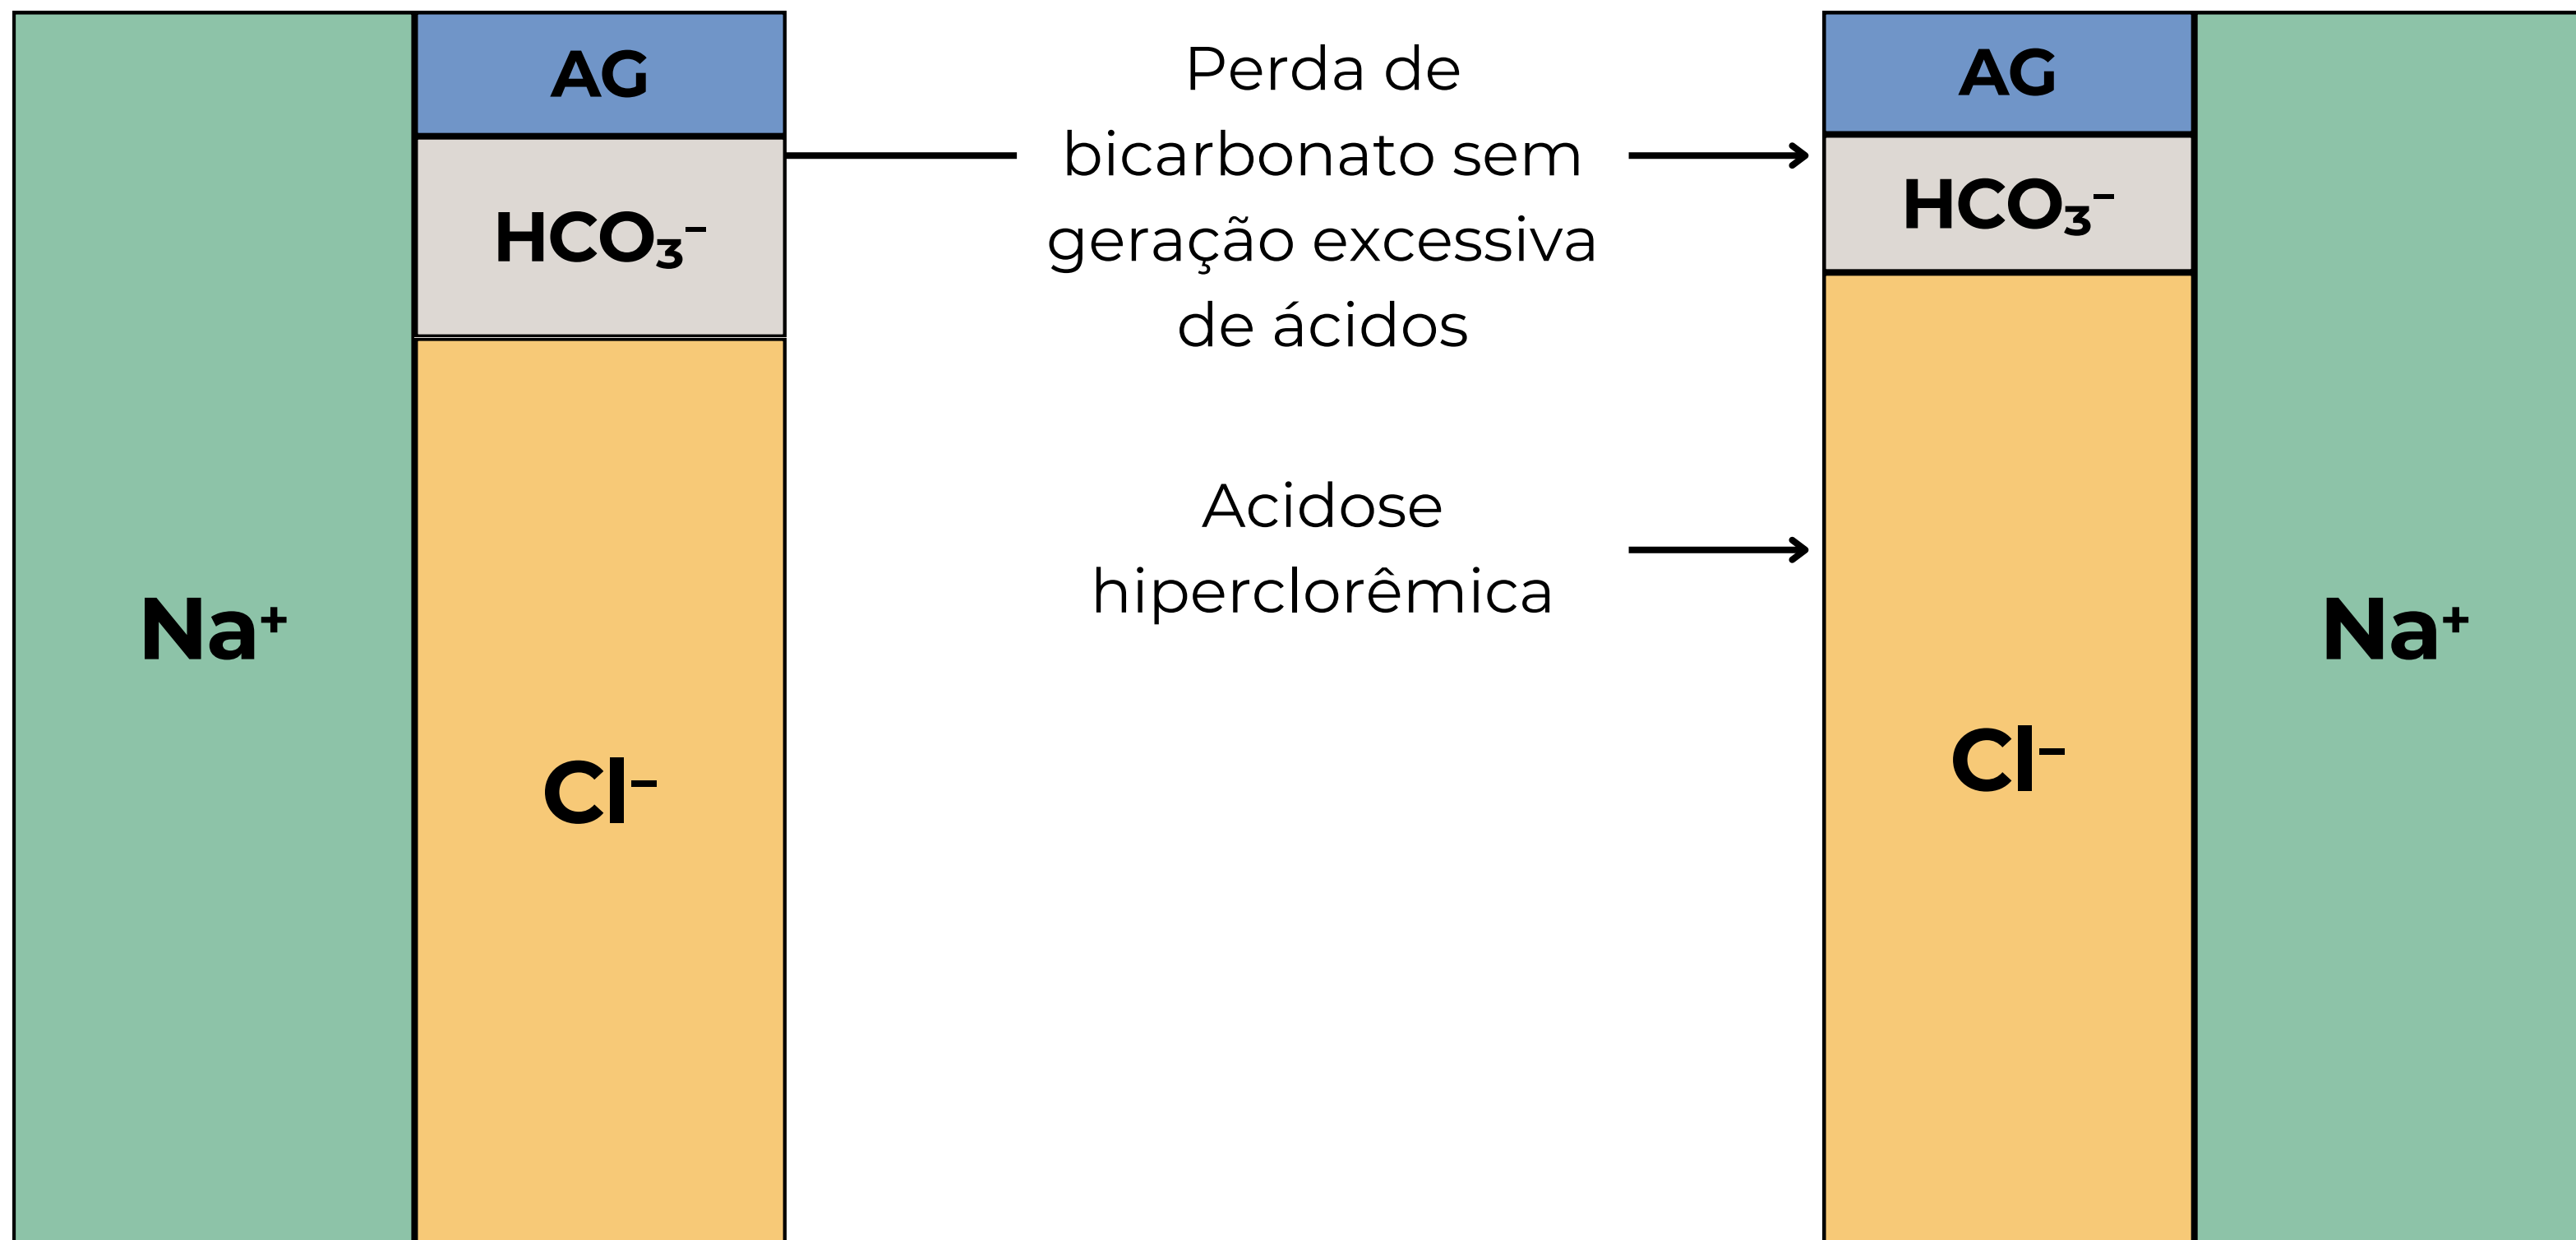 AG
HCO₃⁻
Na⁺
Cl⁻
Perda de
bicarbonato sem
geração excessiva
de ácidos
Acidose
hiperclorêmica
AG
HCO₃⁻
Cl⁻
Na⁺